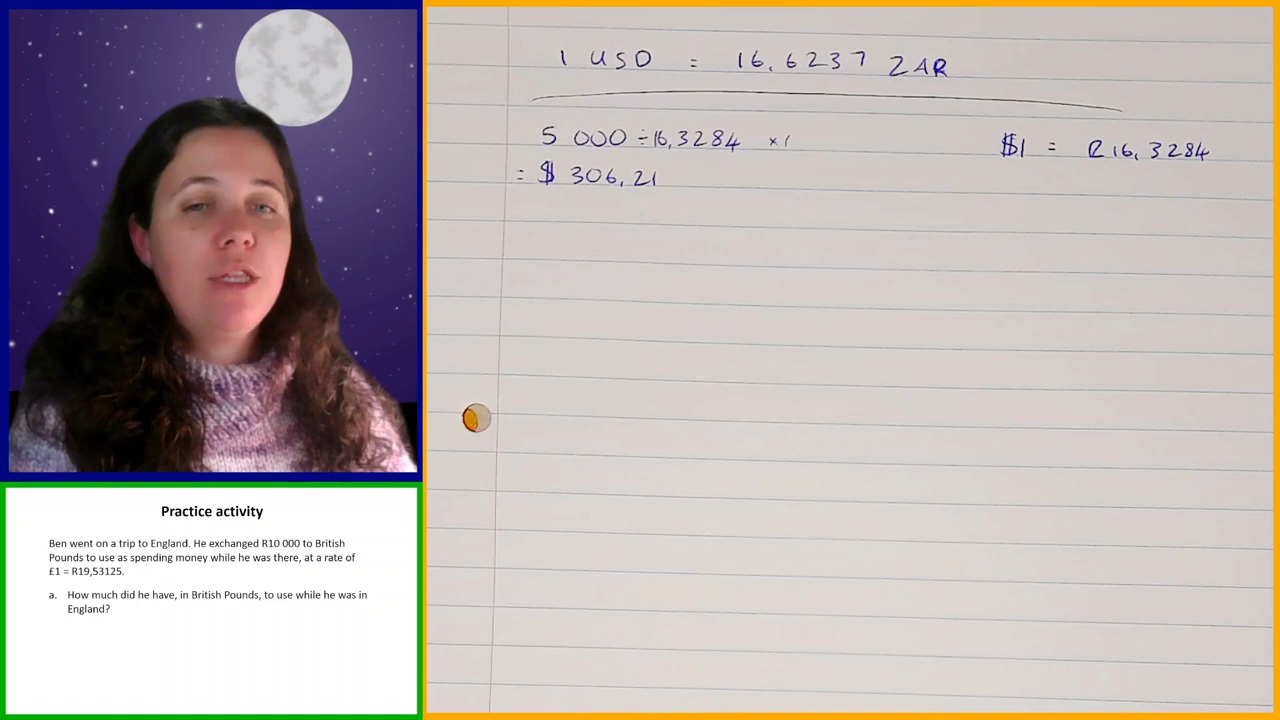 1 USD = 16,6237 ZAR
5 000 ÷ 16,3284 ×1
$1 = R16,3284
= $ 306,21
Practice activity
Ben went on a trip to England. He exchanged R10 000 to British
Pounds to use as spending money while he was there, at a rate of
£1 = R19,53125.
a. How much did he have, in British Pounds, to use while he was in
England?